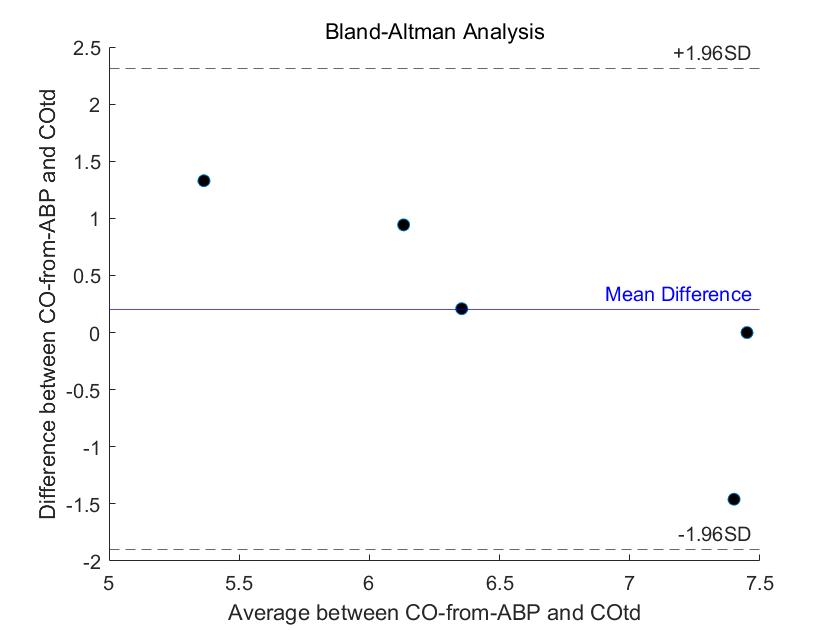 Bland-Altman Analysis
2.5
2
1.5
1
0.5
0
-0.5
-1
-1.5
-2
+1.96SD
Mean Difference
-1.96SD
Difference between CO-from-ABP and COtd
5
5.5
6
6.5
7
7.5
Average between CO-from-ABP and COtd